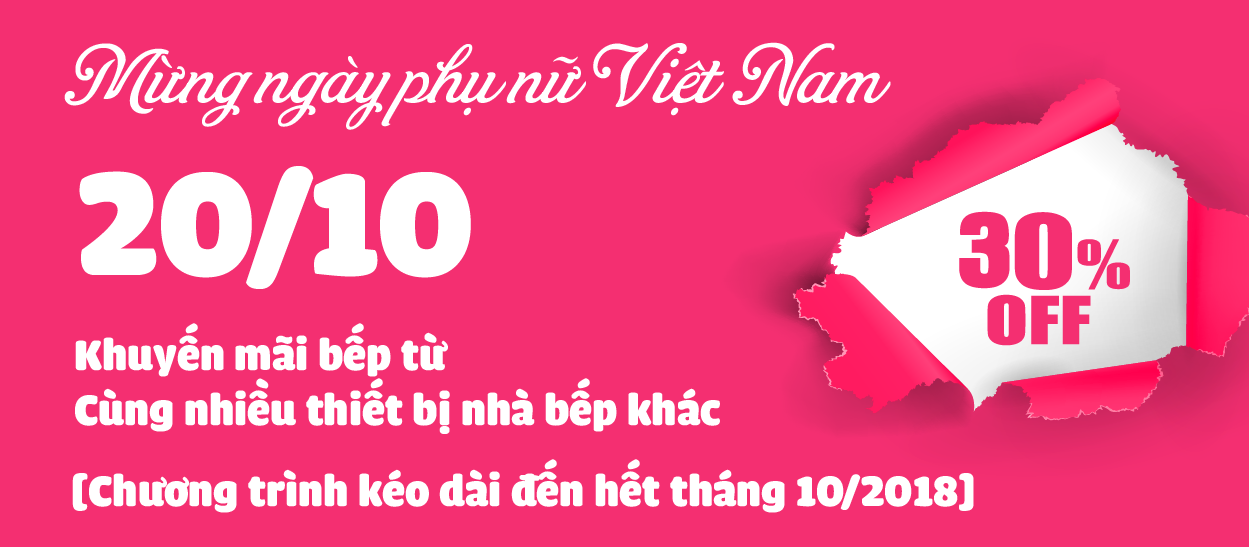 Mừng ngày phụ nữ Việt Nam
20/10
30%
OFF
Khuyến mãi bếp từ
Cùng nhiều thiết bị nhà bếp khác
[Chương trình kéo dài đến hết tháng 10/2018]